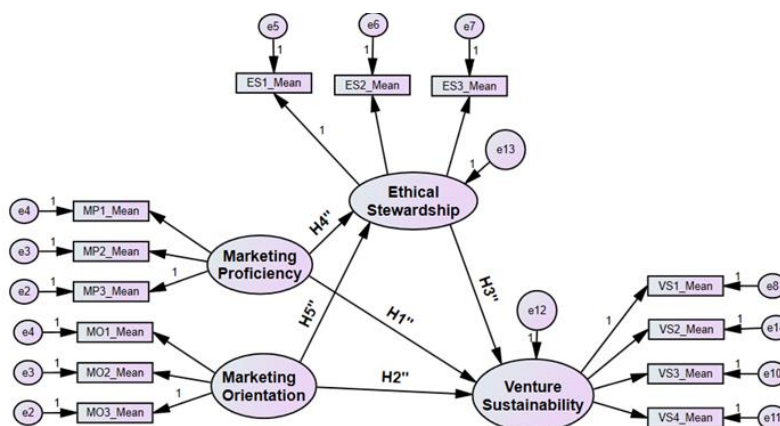 e5
e6
e7
1
1
1
ES1_Mean
ES2_Mean
ES3_Mean
1
e13
1
Ethical
Stewardship
e4
1
MP1_Mean
e3
1
MP2_Mean
e2
1
MP3_Mean
1
Marketing
Proficiency
H4"
H5"
H3"
H1"
H2"
e4
1
MO1_Mean
e3
1
MO2_Mean
e2
1
MO3_Mean
1
Marketing
Orientation
e12
1
Venture
Sustainability
1
VS1_Mean
1
e8
VS2_Mean
1
VS3_Mean
1
e10
VS4_Mean
1
e11